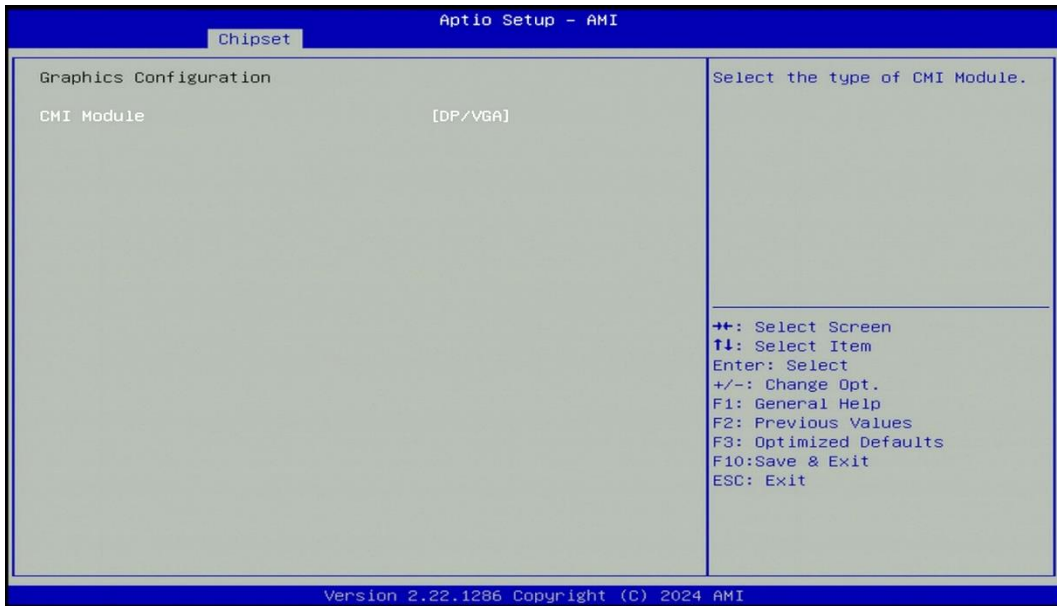 Aptio Setup – AMI
Chipset
Graphics Configuration
CMI Module [DP/VGA]
Select the type of CMI Module.
→←: Select Screen
↑↓: Select Item
Enter: Select
+/-: Change Opt.
F1: General Help
F2: Previous Values
F3: Optimized Defaults
F10:Save & Exit
ESC: Exit
Version 2.22.1286 Copyright (C) 2024 AMI